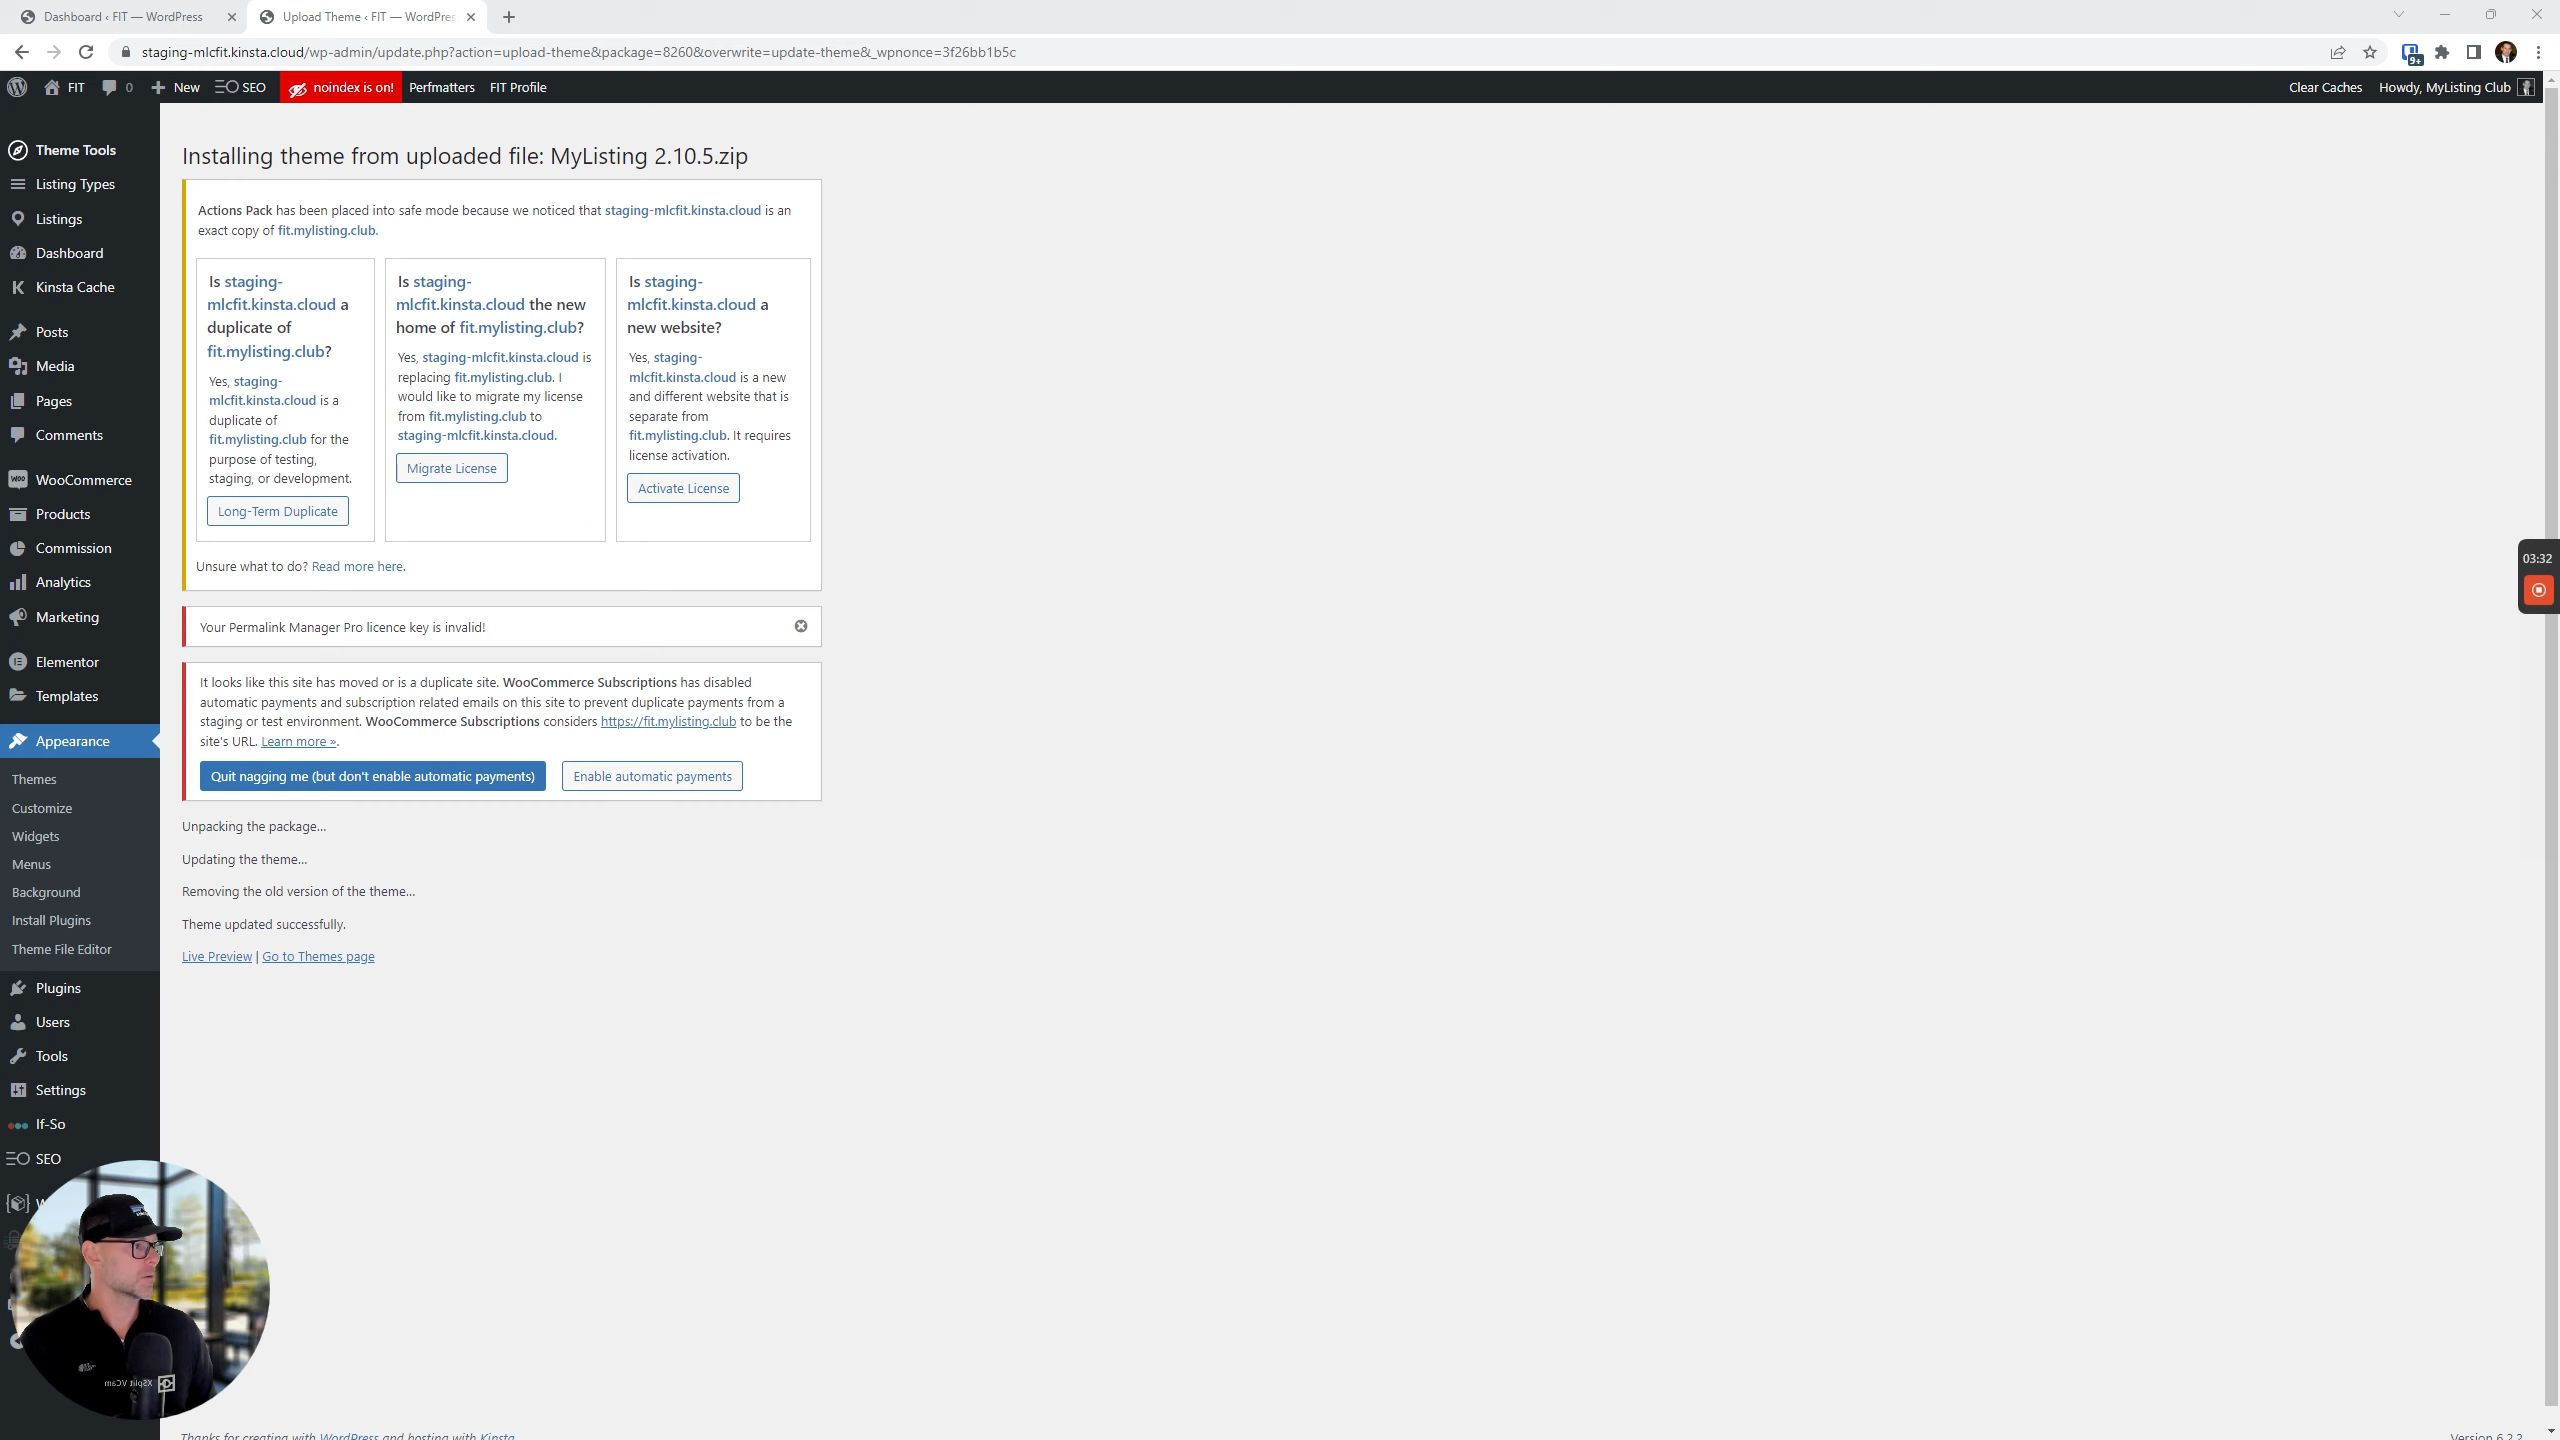 Dashboard ‹ FIT — WordPress
Upload Theme ‹ FIT — WordPres
staging-mlcfit.kinsta.cloud/wp-admin/update.php?action=upload-theme&package=8260&overwrite=update-theme&_wpnonce=3f26bb1b5c
9+
FIT
0
New
SEO
noindex is on!
Perfmatters
FIT Profile
Clear Caches
Howdy, MyListing Club
Theme Tools
Listing Types
Listings
Dashboard
Kinsta Cache
Posts
Media
Pages
Comments
WooCommerce
Products
Commission
Analytics
Marketing
Elementor
Templates
Appearance
Themes
Customize
Widgets
Menus
Background
Install Plugins
Theme File Editor
Plugins
Users
Tools
Settings
If-So
SEO
Installing theme from uploaded file: MyListing 2.10.5.zip
Actions Pack has been placed into safe mode because we noticed that staging-mlcfit.kinsta.cloud is an
exact copy of fit.mylisting.club.
Is staging-
mlcfit.kinsta.cloud a
duplicate of
fit.mylisting.club?
Yes, staging-
mlcfit.kinsta.cloud is a
duplicate of
fit.mylisting.club for the
purpose of testing,
staging, or development.
Long-Term Duplicate
Is staging-
mlcfit.kinsta.cloud the new
home of fit.mylisting.club?
Yes, staging-mlcfit.kinsta.cloud is
replacing fit.mylisting.club. I
would like to migrate my license
from fit.mylisting.club to
staging-mlcfit.kinsta.cloud.
Migrate License
Is staging-
mlcfit.kinsta.cloud a
new website?
Yes, staging-
mlcfit.kinsta.cloud is a new
and different website that is
separate from
fit.mylisting.club. It requires
license activation.
Activate License
Unsure what to do? Read more here.
Your Permalink Manager Pro licence key is invalid!
It looks like this site has moved or is a duplicate site. WooCommerce Subscriptions has disabled
automatic payments and subscription related emails on this site to prevent duplicate payments from a
staging or test environment. WooCommerce Subscriptions considers https://fit.mylisting.club to be the
site's URL. Learn more ».
Quit nagging me (but don't enable automatic payments)
Enable automatic payments
Unpacking the package…
Updating the theme…
Removing the old version of the theme…
Theme updated successfully.
Live Preview | Go to Themes page
03:32
XSplit VCam
Thanks for creating with WordPress and hosting with Kinsta
Version 6.2.2